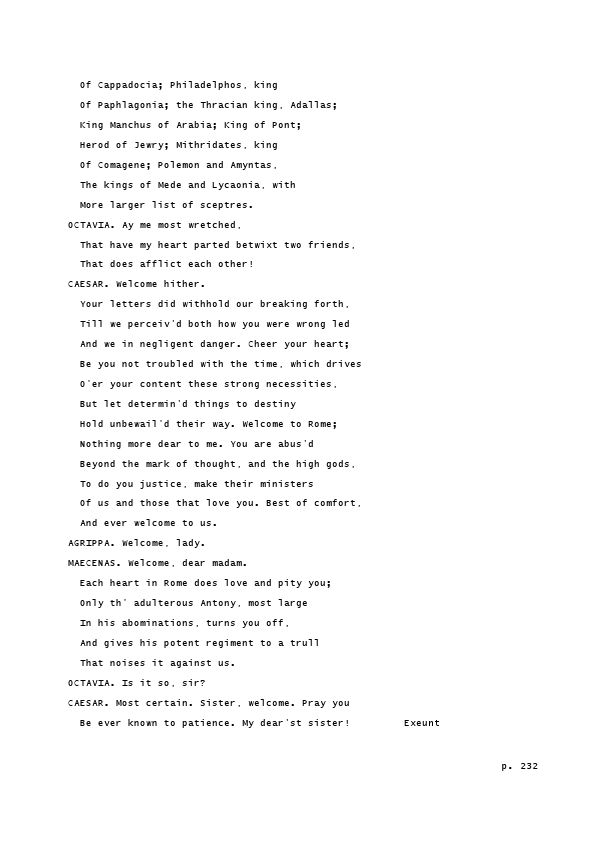 Of Cappadocia; Philadelphos, king
Of Paphlagonia; the Thracian king, Adallas;
King Manchus of Arabia; King of Pont;
Herod of Jewry; Mithridates, king
Of Comagene; Polemon and Amyntas,
The kings of Mede and Lycaonia, with
More larger list of sceptres.
OCTAVIA. Ay me most wretched,
That have my heart parted betwixt two friends,
That does afflict each other!
CAESAR. Welcome hither.
Your letters did withhold our breaking forth,
Till we perceiv'd both how you were wrong led
And we in negligent danger. Cheer your heart;
Be you not troubled with the time, which drives
O'er your content these strong necessities,
But let determin'd things to destiny
Hold unbewail'd their way. Welcome to Rome;
Nothing more dear to me. You are abus'd
Beyond the mark of thought, and the high gods,
To do you justice, make their ministers
Of us and those that love you. Best of comfort,
And ever welcome to us.
AGRIPPA. Welcome, lady.
MAECENAS. Welcome, dear madam.
Each heart in Rome does love and pity you;
Only th' adulterous Antony, most large
In his abominations, turns you off,
And gives his potent regiment to a trull
That noises it against us.
OCTAVIA. Is it so, sir?
CAESAR. Most certain. Sister, welcome. Pray you
Be ever known to patience. My dear'st sister! Exeunt
p. 232